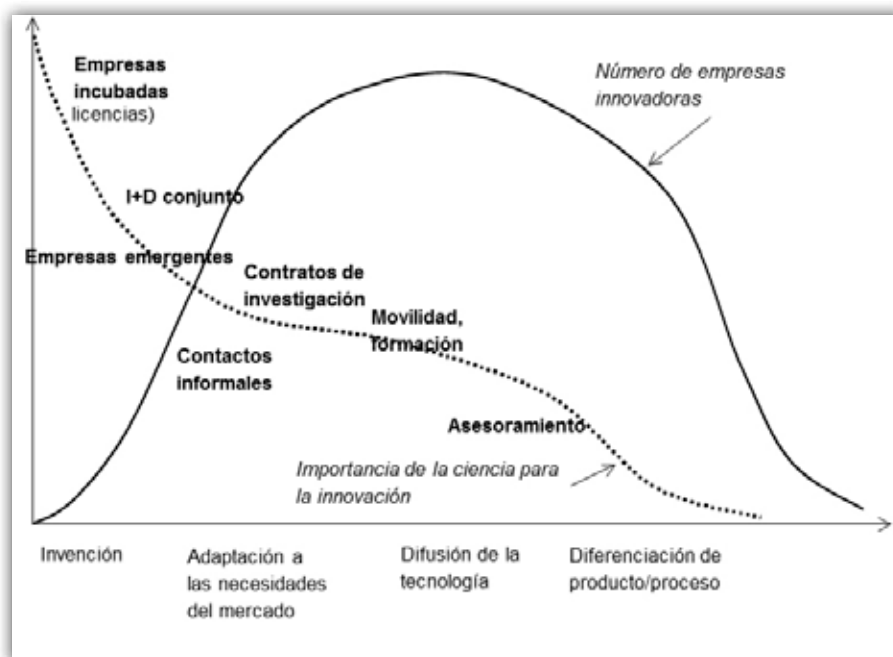 Empresas
incubadas
licencias)
Número de empresas
innovadoras
I+D conjunto
Empresas emergentes
Contratos de
investigación
Movilidad,
formación
Contactos
informales
Asesoramiento
Importancia de la ciencia para
la innovación
Invención
Adaptación a
las necesidades
del mercado
Difusión de la
tecnología
Diferenciación de
producto/proceso